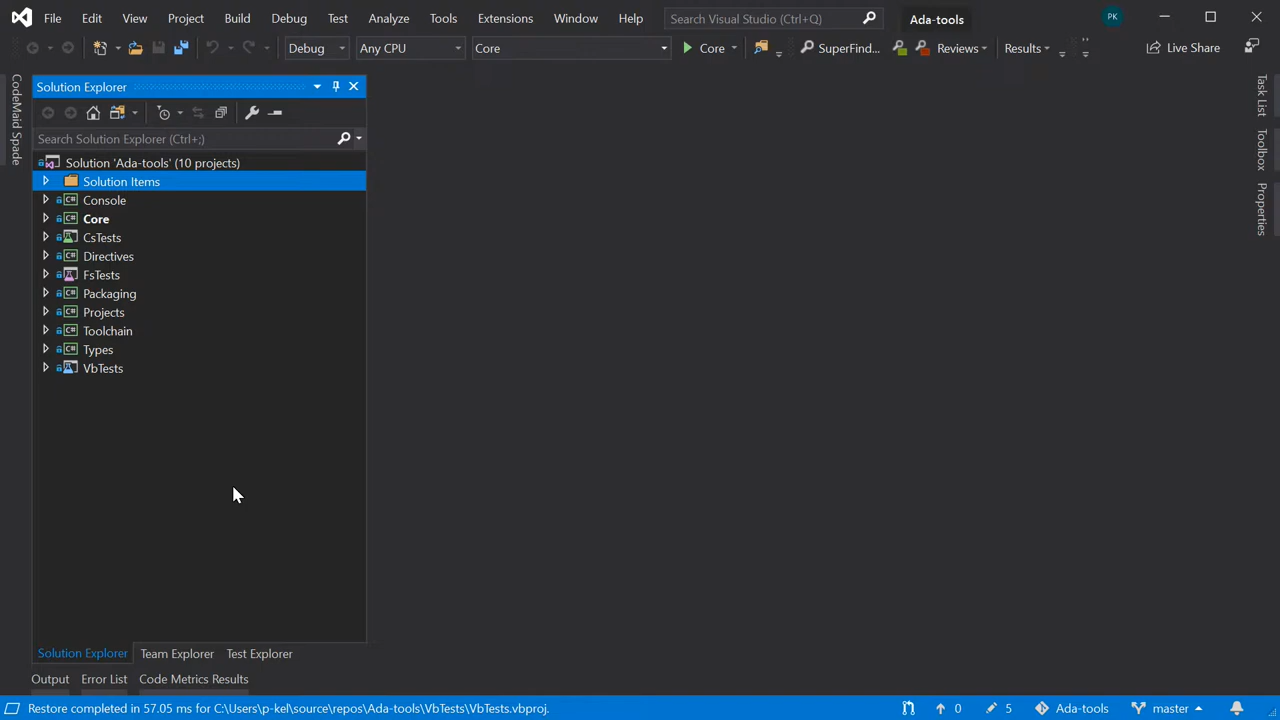 File Edit View Project Build Debug Test Analyze Tools Extensions Window Help Search Visual Studio (Ctrl+Q) Ada-tools PK
Debug Any CPU Core Core SuperFind... Reviews Results Live Share
CodeMaid Spade
Solution Explorer
Search Solution Explorer (Ctrl+;)
Solution 'Ada-tools' (10 projects)
Solution Items
C# Console
C# Core
CsTests
C# Directives
FsTests
C# Packaging
C# Projects
C# Toolchain
C# Types
VbTests
Solution Explorer Team Explorer Test Explorer
Output Error List Code Metrics Results
Task List
Toolbox
Properties
Restore completed in 57.05 ms for C:\Users\p-kel\source\repos\Ada-tools\VbTests\VbTests.vbproj. 0 5 Ada-tools master